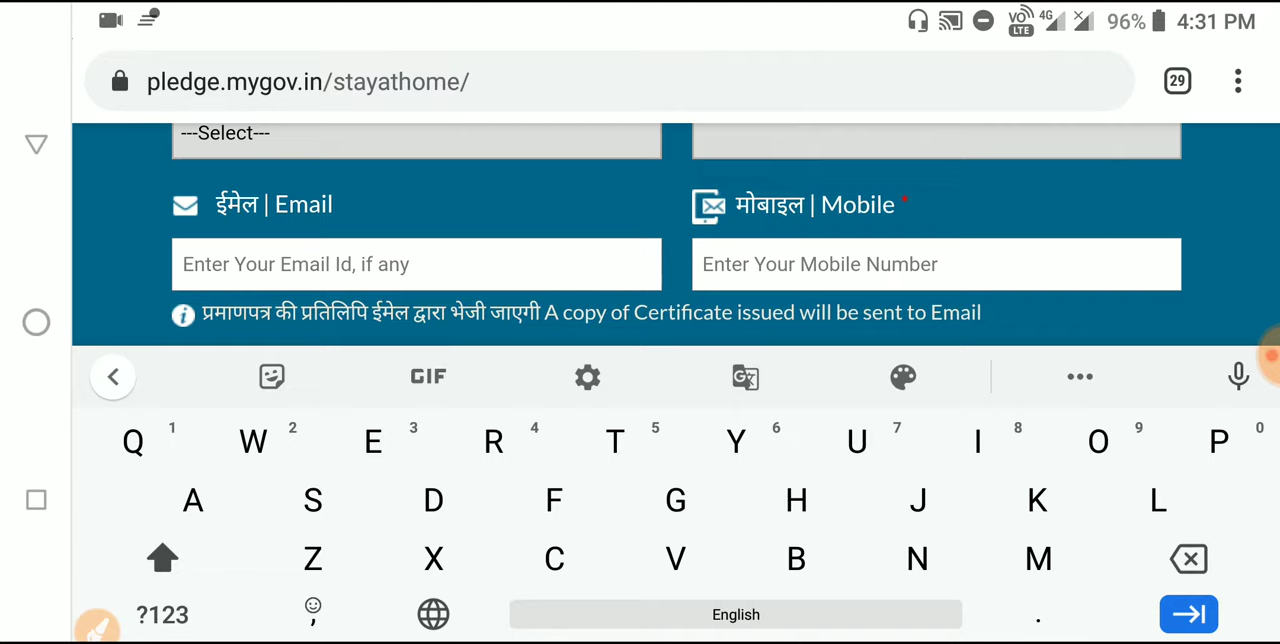 VO 4G 96% 4:31 PM
LTE
pledge.mygov.in/stayathome/ 29
---Select---
ईमेल | Email
मोबाइल | Mobile *
Enter Your Email Id, if any
Enter Your Mobile Number
प्रमाणपत्र की प्रतिलिपि ईमेल द्वारा भेजी जाएगी A copy of Certificate issued will be sent to Email
GIF
Q 1 W 2 E 3 R 4 T 5 Y 6 U 7 I 8 O 9 P 0
A S D F G H J K L
Z X C V B N M
?123 , English .